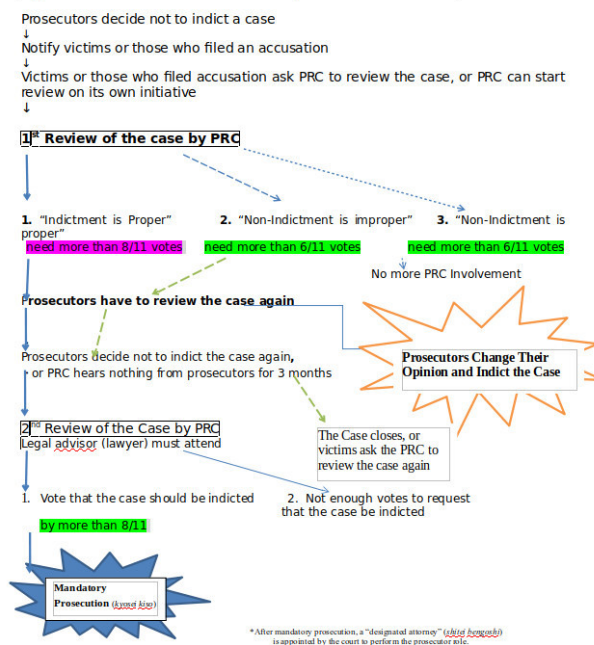 Prosecutors decide not to indict a case
↓
Notify victims or those who filed an accusation
↓
Victims or those who filed accusation ask PRC to review the case, or PRC can start
review on its own initiative
↓
1st Review of the case by PRC
1. “Indictment is Proper” 2. “Non-Indictment is improper” 3. “Non-Indictment is
proper”
need more than 8/11 votes need more than 6/11 votes need more than 6/11 votes
No more PRC Involvement
Prosecutors have to review the case again
Prosecutors decide not to indict the case again,
or PRC hears nothing from prosecutors for 3 months
Prosecutors Change Their
Opinion and Indict the Case
2nd Review of the Case by PRC
Legal advisor (lawyer) must attend
The Case closes, or
victims ask the PRC to
review the case again
1. Vote that the case should be indicted 2. Not enough votes to request
that the case be indicted
by more than 8/11
Mandatory
Prosecution (kyosei kiso)
*After mandatory prosecution, a “designated attorney” (shitei bengoshi)
is appointed by the court to perform the prosecutor role.